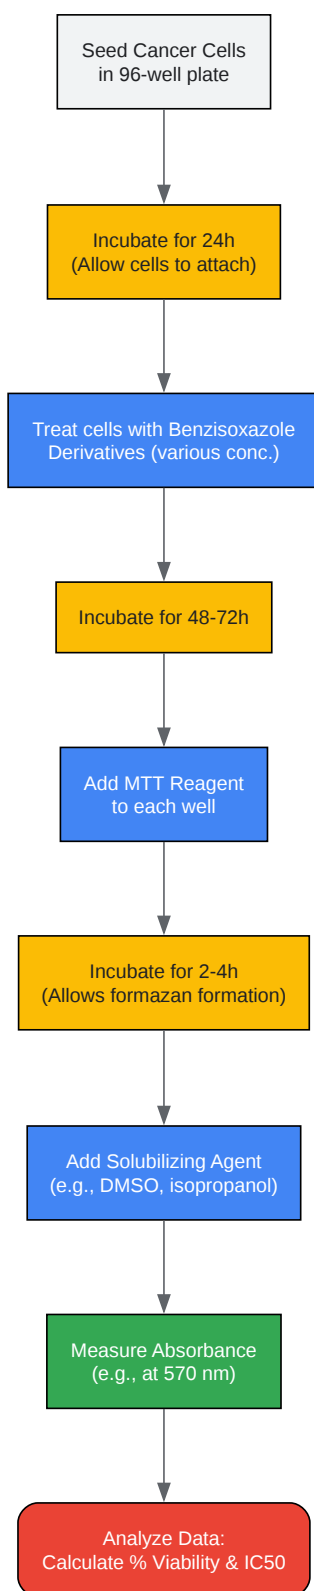 Seed Cancer Cells
in 96-well plate
Incubate for 24h
(Allow cells to attach)
Treat cells with Benzisoxazole
Derivatives (various conc.)
Incubate for 48-72h
Add MTT Reagent
to each well
Incubate for 2-4h
(Allows formazan formation)
Add Solubilizing Agent
(e.g., DMSO, isopropanol)
Measure Absorbance
(e.g., at 570 nm)
Analyze Data:
Calculate % Viability & IC50